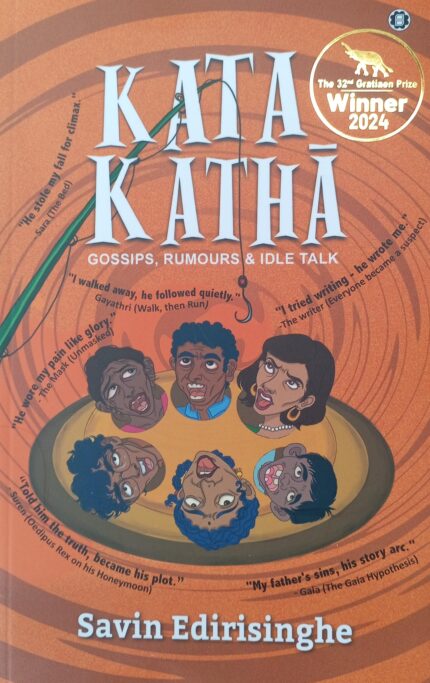 The 32nd Gratiaen Prize
Winner
2024
KATA
KATHĀ
GOSSIPS, RUMOURS & IDLE TALK
"He stole my fall for climax."
Sara (The Bed)
"I walked away, he followed quietly."
Gayathri (Walk, then Run)
"I tried writing - he wrote me."
-The writer (Everyone became a suspect)
"He wore my pain like glory."
- The Mask (Unmasked)
"Told him the truth, became his plot."
- Suren (Oedipus Rex on his Honeymoon)
"My father's sins, his story arc."
- Gaia (The Gaia Hypothesis)
Savin Edirisinghe